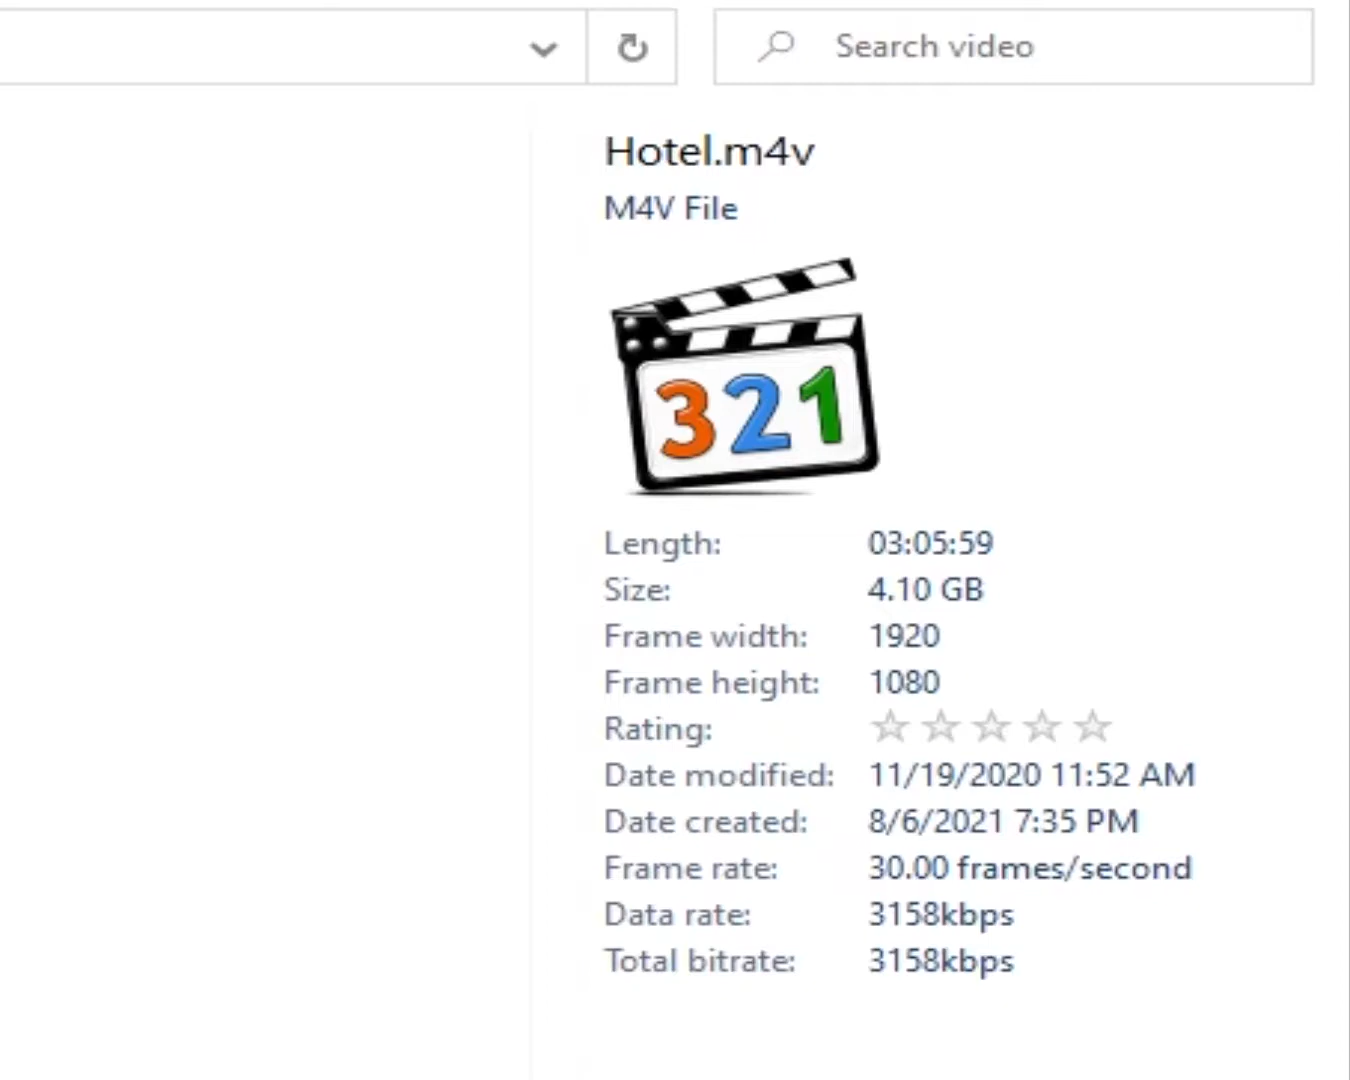 Search video
Hotel.m4v
M4V File
321
Length: 03:05:59
Size: 4.10 GB
Frame width: 1920
Frame height: 1080
Rating:
Date modified: 11/19/2020 11:52 AM
Date created: 8/6/2021 7:35 PM
Frame rate: 30.00 frames/second
Data rate: 3158kbps
Total bitrate: 3158kbps